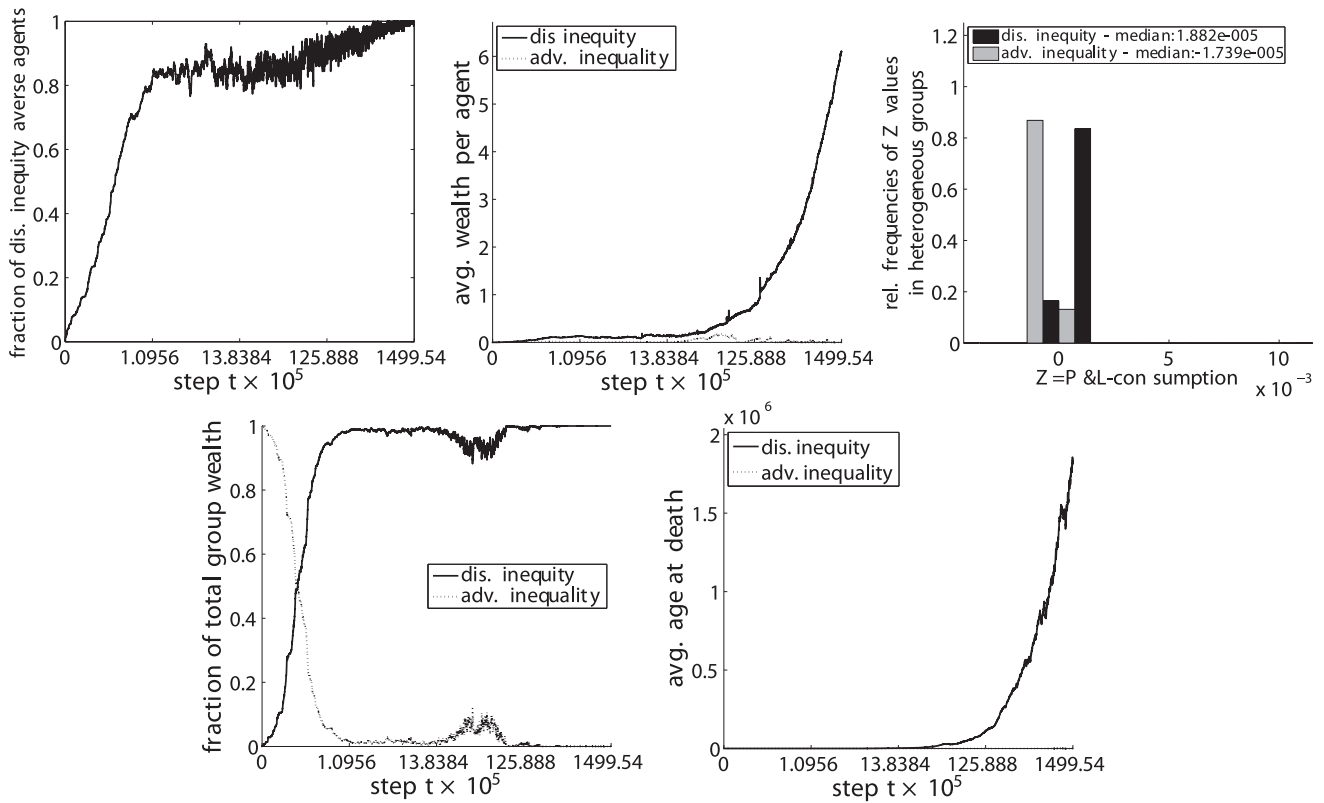 fraction of dis. inequity averse agents
1
0.8
0.6
0.4
0.2
0
0 1.0956 13.8384 125.888 1499.54
step t × 10^5
avg. wealth per agent
6
5
4
3
2
1
0
dis inequity
adv. inequality
0 1.0956 13.8384 125.888 1499.54
step t × 10^5
rel. frequencies of Z values
in heterogeneous groups
1.2
1
0.8
0.6
0.4
0.2
0
dis. inequity - median:1.882e-005
adv. inequality - median:-1.739e-005
0 5 10
x 10^-3
Z =P &L-con sumption
fraction of total group wealth
1
0.8
0.6
0.4
0.2
0
dis. inequity
adv. inequality
0 1.0956 13.8384 125.888 1499.54
step t × 10^5
avg. age at death
x 10^6
2
1.5
1
0.5
0
dis. inequity
adv. inequality
0 1.0956 13.8384 125.888 1499.54
step t × 10^5